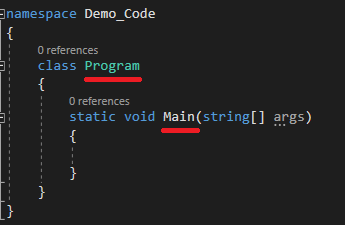 namespace Demo_Code
{
0 references
class Program
{
0 references
static void Main(string[] args)
{
}
}
}